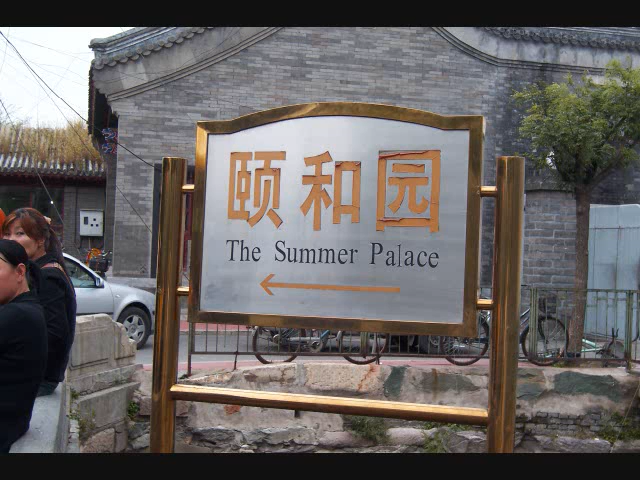 颐和园
The Summer Palace